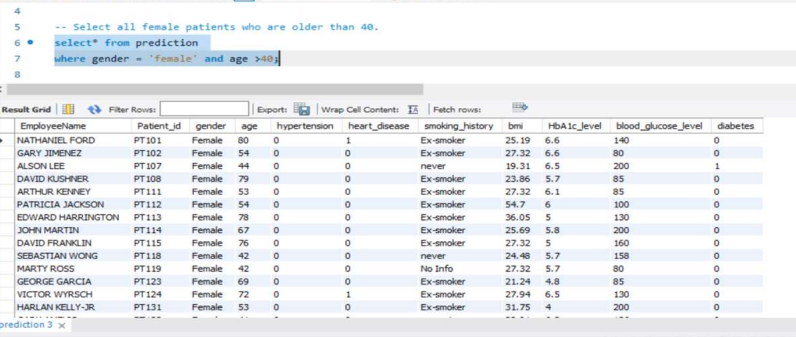 4
5 -- Select all female patients who are older than 40.
6 select* from prediction
7 where gender = 'female' and age >40;
8
Result Grid Filter Rows: Export: Wrap Cell Content: Fetch rows:
EmployeeName Patient_id gender age hypertension heart_disease smoking_history bmi HbA1c_level blood_glucose_level diabetes
NATHANIEL FORD PT101 Female 80 0 1 Ex-smoker 25.19 6.6 140 0
GARY JIMENEZ PT102 Female 54 0 0 Ex-smoker 27.32 6.6 80 0
ALSON LEE PT107 Female 44 0 0 never 19.31 6.5 200 1
DAVID KUSHNER PT108 Female 79 0 0 Ex-smoker 23.86 5.7 85 0
ARTHUR KENNEY PT111 Female 53 0 0 Ex-smoker 27.32 6.1 85 0
PATRICIA JACKSON PT112 Female 54 0 0 Ex-smoker 54.7 6 100 0
EDWARD HARRINGTON PT113 Female 78 0 0 Ex-smoker 36.05 5 130 0
JOHN MARTIN PT114 Female 67 0 0 Ex-smoker 25.69 5.8 200 0
DAVID FRANKLIN PT115 Female 76 0 0 Ex-smoker 27.32 5 160 0
SEBASTIAN WONG PT118 Female 42 0 0 never 24.48 5.7 158 0
MARTY ROSS PT119 Female 42 0 0 No Info 27.32 5.7 80 0
GEORGE GARCIA PT123 Female 69 0 0 Ex-smoker 21.24 4.8 85 0
VICTOR WYRSCH PT124 Female 72 0 1 Ex-smoker 27.94 6.5 130 0
HARLAN KELLY-JR PT131 Female 53 0 0 Ex-smoker 31.75 4 200 0
prediction 3